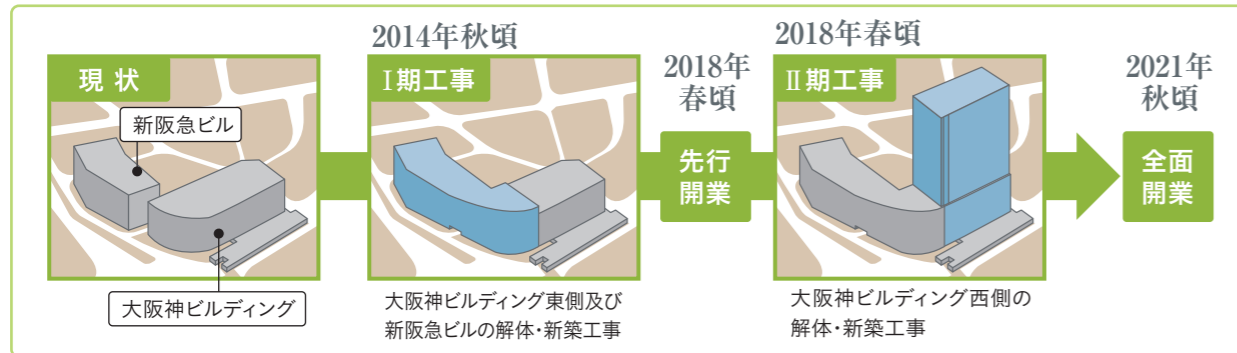 現状
新阪急ビル
大阪神ビルディング
2014年秋頃
Ⅰ期工事
大阪神ビルディング東側及び
新阪急ビルの解体・新築工事
2018年
春頃
先行
開業
2018年春頃
Ⅱ期工事
大阪神ビルディング西側の
解体・新築工事
2021年
秋頃
全面
開業